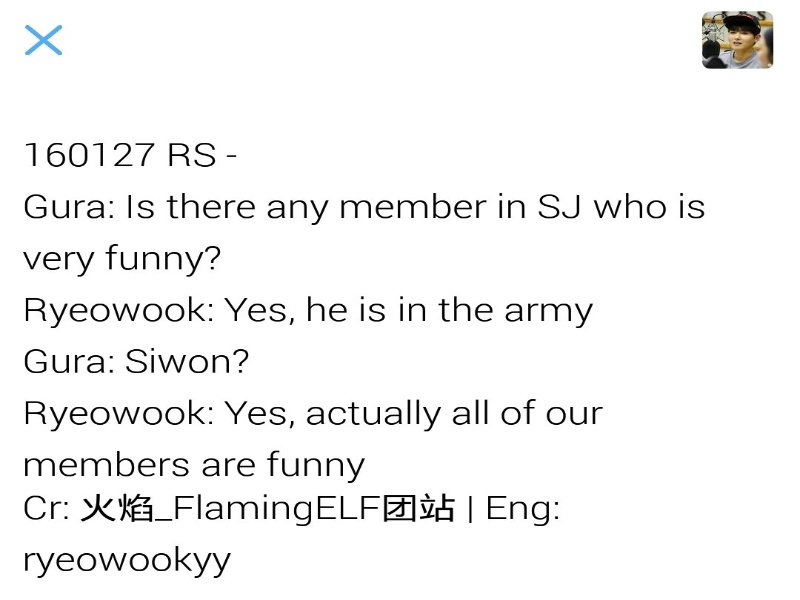 160127 RS -
Gura: Is there any member in SJ who is
very funny?
Ryeowook: Yes, he is in the army
Gura: Siwon?
Ryeowook: Yes, actually all of our
members are funny
Cr: 火焰_FlamingELF团站 | Eng:
ryeowookyy